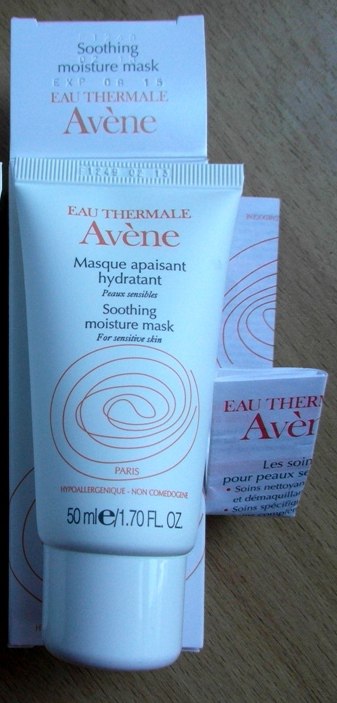 Soothing
moisture mask
EXP 08 15
EAU THERMALE
Avène
EAU THERMALE
Avène
Masque apaisant
hydratant
Peaux sensibles
Soothing
moisture mask
For sensitive skin
PARIS
HYPOALLERGENIQUE - NON COMEDOGENE
50 ml e/1.70 FL. OZ.
EAU THERM
Avèn
Les soin
pour peaux se
• Soins nettoyan
et démaquillan
• Soins spécifiq